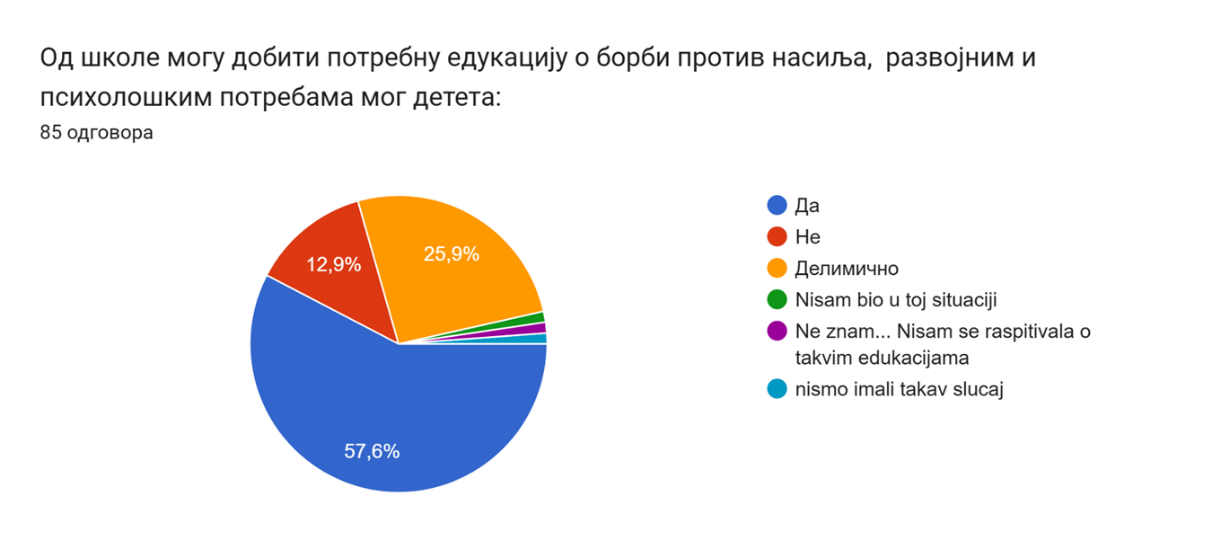 Од школе могу добити потребну едукацију о борби против насиља, развојним и
психолошким потребама мог детета:
85 одговора
12,9%
25,9%
57,6%
Да
Не
Делимично
Nisam bio u toj situaciji
Ne znam... Nisam se raspitivala o
takvim edukacijama
nismo imali takav slucaj